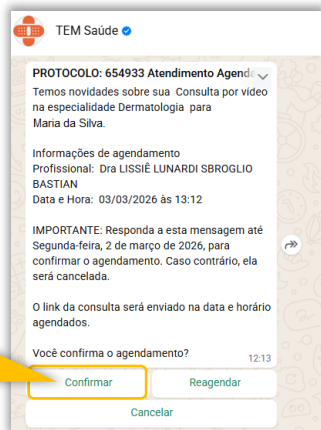 TEM Saúde
PROTOCOLO: 654933 Atendimento Agenda
Temos novidades sobre sua Consulta por vídeo
na especialidade Dermatologia para
Maria da Silva.
Informações de agendamento
Profissional: Dra LISSIÊ LUNARDI SBROGLIO
BASTIAN
Data e Hora: 03/03/2026 às 13:12
IMPORTANTE: Responda a esta mensagem até
Segunda-feira, 2 de março de 2026, para
confirmar o agendamento. Caso contrário, ela
será cancelada.
O link da consulta será enviado na data e horário
agendados.
Você confirma o agendamento?
12:13
Confirmar
Reagendar
Cancelar